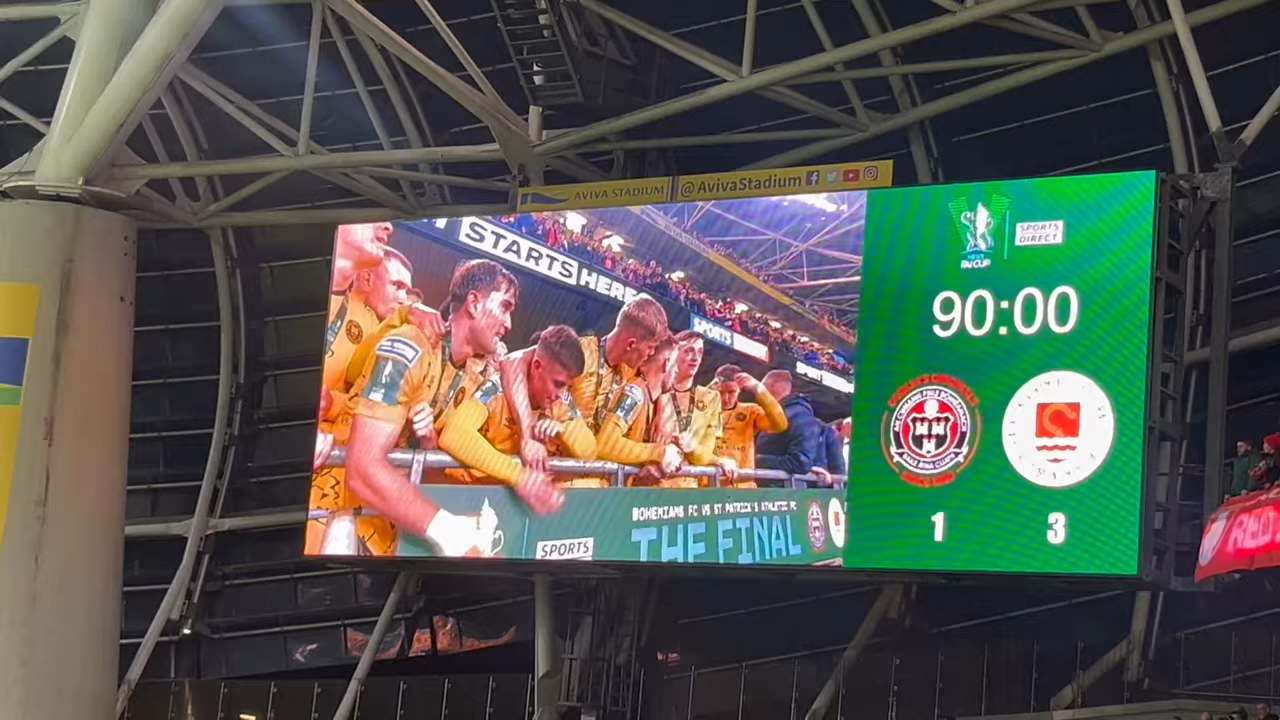 AVIVA STADIUM
@AvivaStadium
STARTS HERE
SPORTS
SPORTS
BOHEMIANS FC VS ST. PATRICK'S ATHLETIC FC
THE FINAL
SPORTS DIRECT
FAI CUP
90:00
1 3
RED